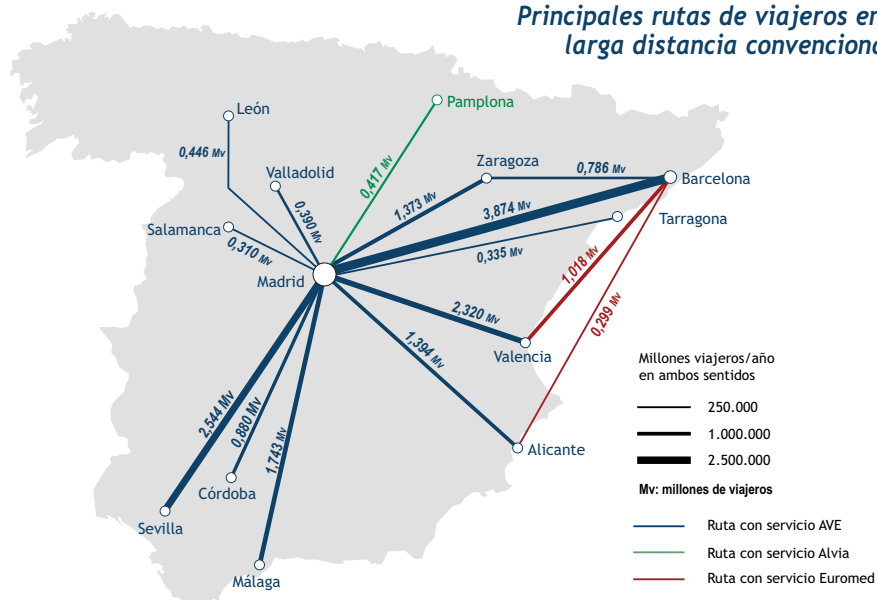 Principales rutas de viajeros en
larga distancia convenciona
León
Pamplona
0,446 Mv
Valladolid
0,417 Mv
Zaragoza
0,786 Mv
Barcelona
0,390 Mv
1,373 Mv
3,874 Mv
Salamanca
0,310 Mv
Tarragona
0,335 Mv
Madrid
1,018 Mv
2,320 Mv
0,299 Mv
1,394 Mv
Valencia
Millones viajeros/año
en ambos sentidos
250.000
1.000.000
2.500.000
2,544 Mv
0,880 Mv
1,743 Mv
Alicante
Mv: millones de viajeros
Córdoba
Sevilla
Málaga
Ruta con servicio AVE
Ruta con servicio Alvia
Ruta con servicio Euromed